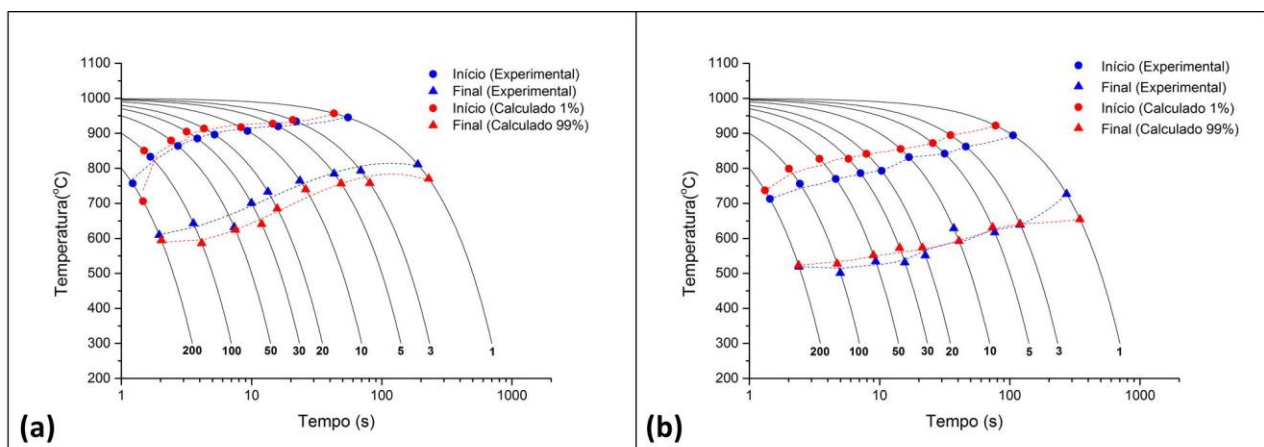 1100
1000
900
800
700
600
500
400
300
200
Temperatura(°C)
Início (Experimental)
Final (Experimental)
Início (Calculado 1%)
Final (Calculado 99%)
200 100 50 30 20 10 5 3 1
1 10 100 1000
Tempo (s)
(a)
1100
1000
900
800
700
600
500
400
300
200
Temperatura(°C)
Início (Experimental)
Final (Experimental)
Início (Calculado 1%)
Final (Calculado 99%)
200 100 50 30 20 10 5 3 1
1 10 100 1000
Tempo (s)
(b)